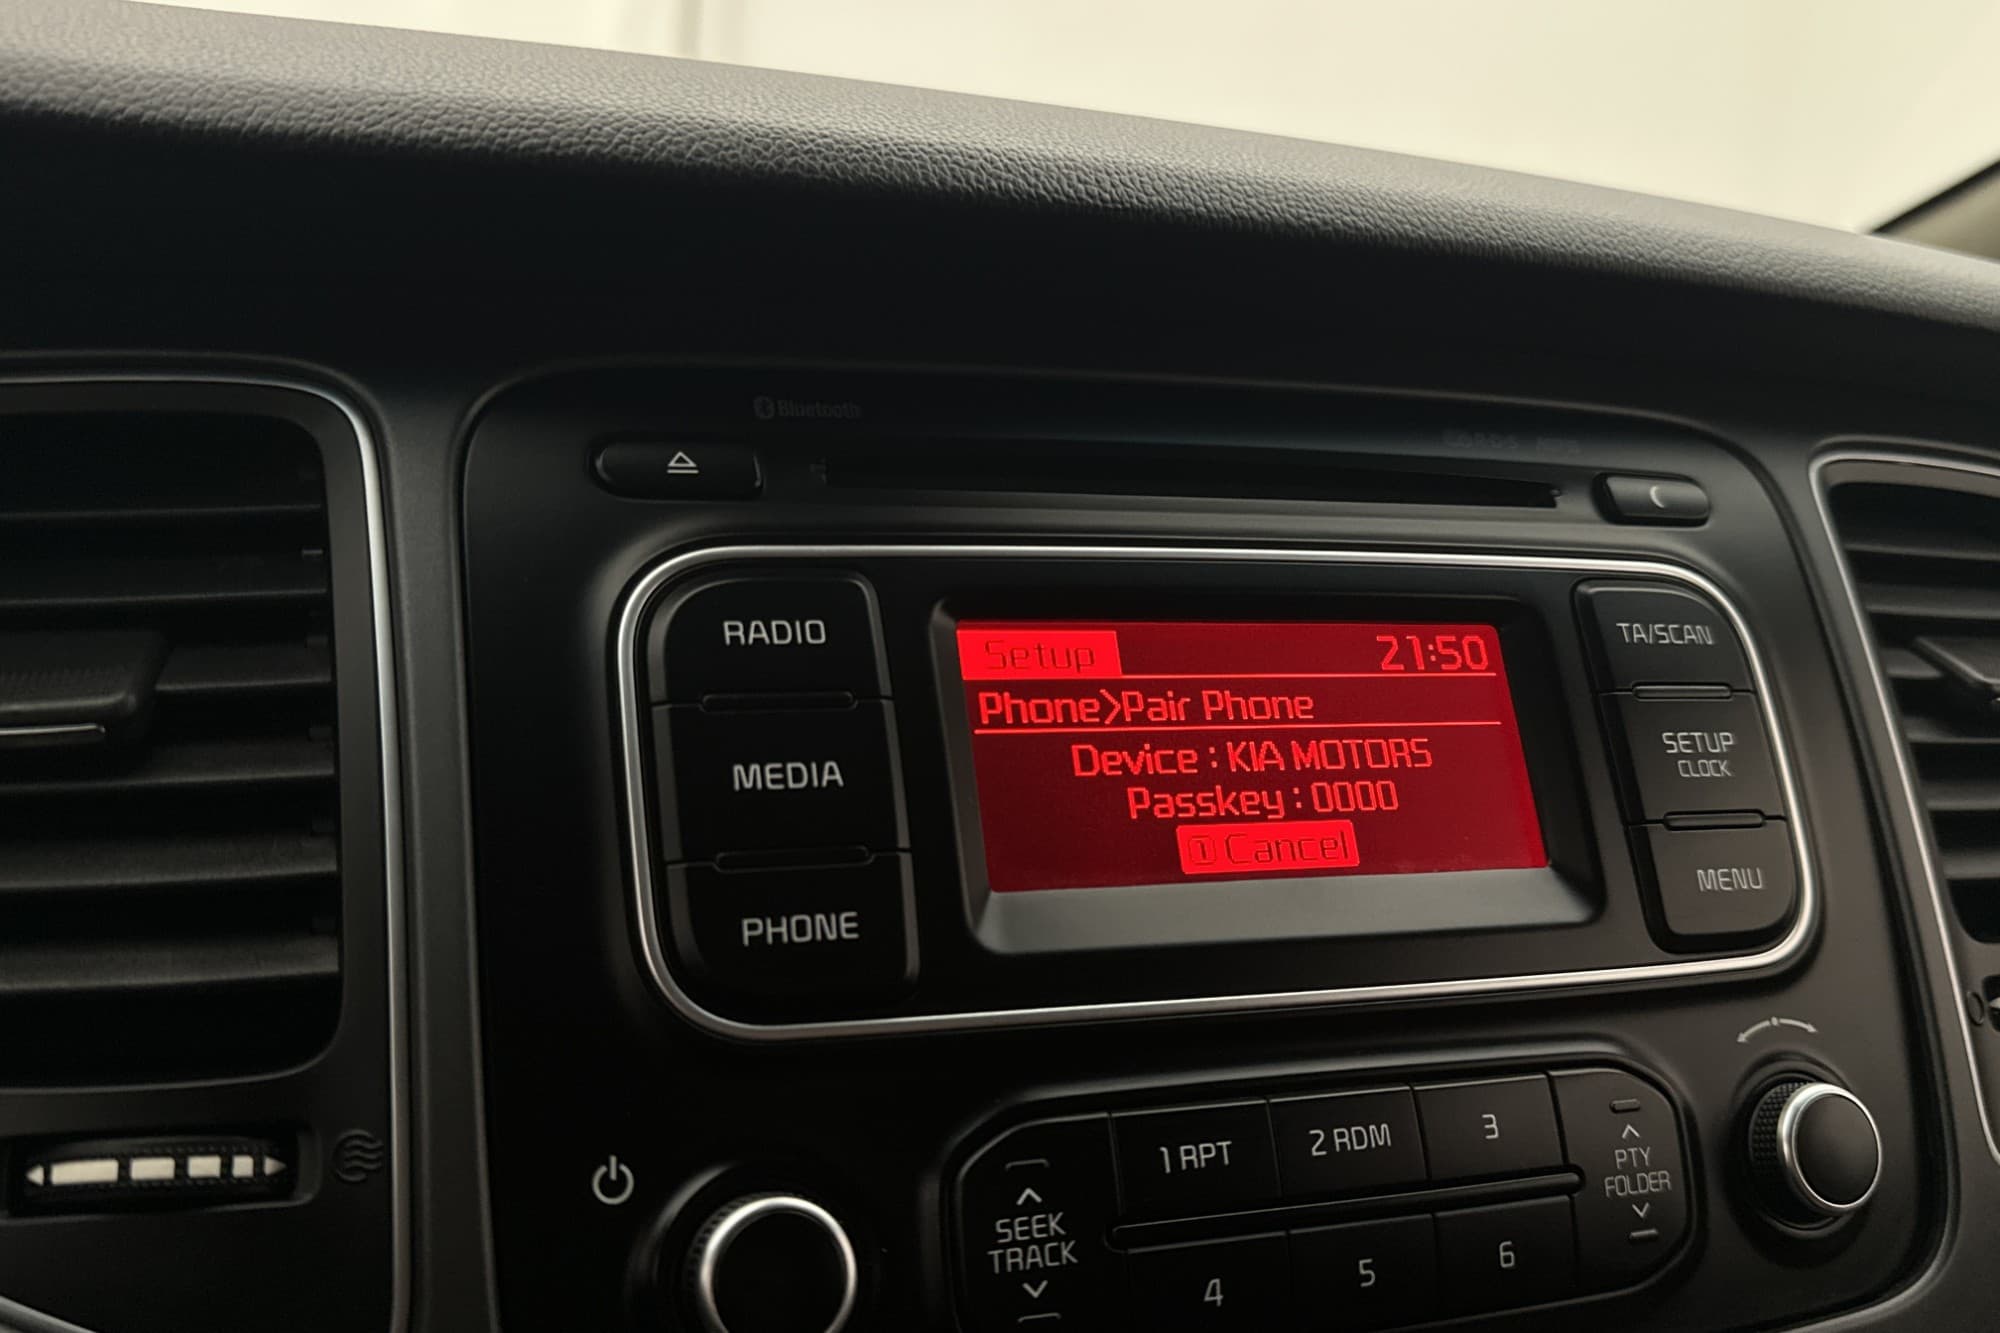 Bluetooth
RADIO
MEDIA
PHONE
Setup 21:50
Phone>Pair Phone
Device : KIA MOTORS
Passkey : 0000
1 Cancel
TA/SCAN
SETUP
CLOCK
MENU
SEEK
TRACK
1 RPT
2 RDM
3
4
5
6
PTY
FOLDER